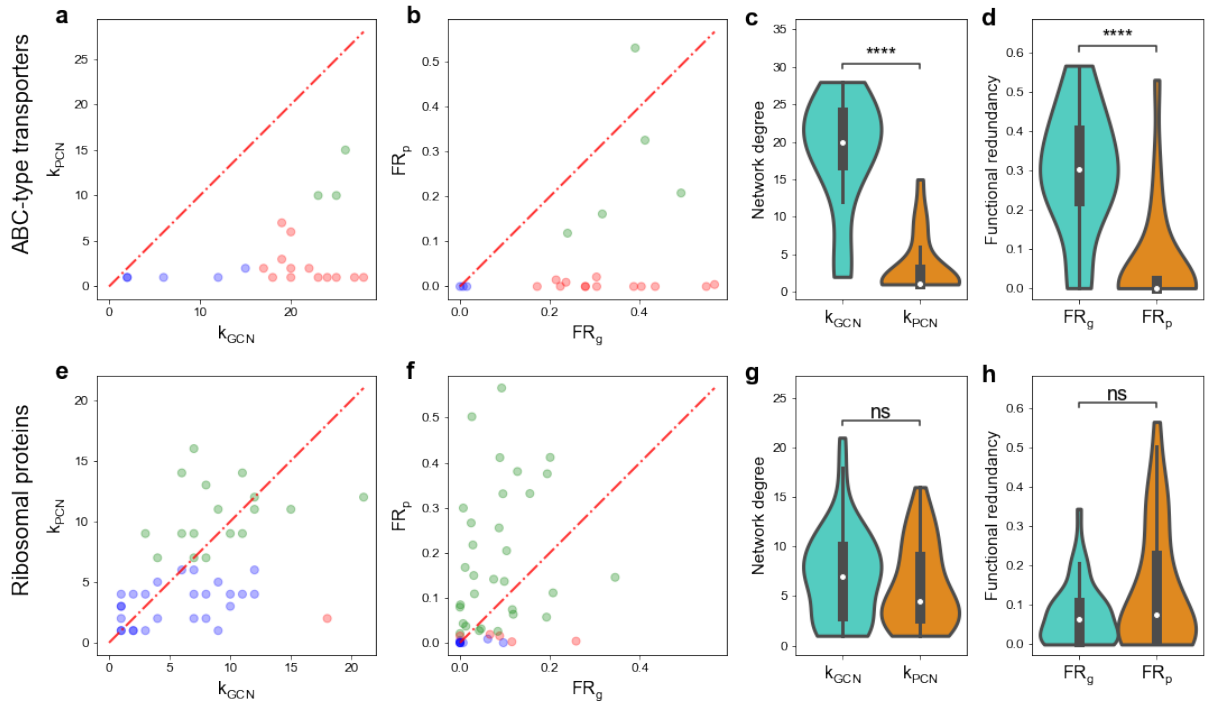 a
b
c
d
ABC-type transporters
k_PCN
25
20
15
10
5
0
0
10
20
k_GCN
FR_p
0.5
0.4
0.3
0.2
0.1
0.0
0.0
0.2
0.4
FR_g
Network degree
35
30
25
20
15
10
5
0
****
k_GCN
k_PCN
Functional redundancy
0.6
0.5
0.4
0.3
0.2
0.1
0.0
****
FR_g
FR_p
e
f
g
h
Ribosomal proteins
k_PCN
20
15
10
5
0
0
5
10
15
20
k_GCN
FR_p
0.5
0.4
0.3
0.2
0.1
0.0
0.0
0.2
0.4
FR_g
Network degree
25
20
15
10
5
0
ns
k_GCN
k_PCN
Functional redundancy
0.6
0.5
0.4
0.3
0.2
0.1
0.0
ns
FR_g
FR_p